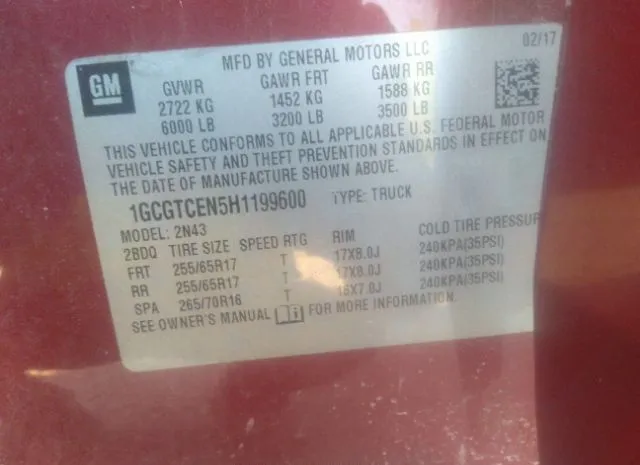 GM
MFD BY GENERAL MOTORS LLC 02/17
GVWR GAWR FRT GAWR RR
2722 KG 1452 KG 1588 KG
6000 LB 3200 LB 3500 LB
THIS VEHICLE CONFORMS TO ALL APPLICABLE U.S. FEDERAL MOTOR
VEHICLE SAFETY AND THEFT PREVENTION STANDARDS IN EFFECT ON
THE DATE OF MANUFACTURE SHOWN ABOVE.
1GCGTCEN5H1199600 TYPE: TRUCK
MODEL: 2N43
2BDQ TIRE SIZE SPEED RTG RIM COLD TIRE PRESSUR
FRT 255/65R17 T 17X8.0J 240KPA(35PSI)
RR 255/65R17 T 17X8.0J 240KPA(35PSI)
SPA 265/70R16 T 16X7.0J 240KPA(35PSI)
SEE OWNER'S MANUAL FOR MORE INFORMATION.